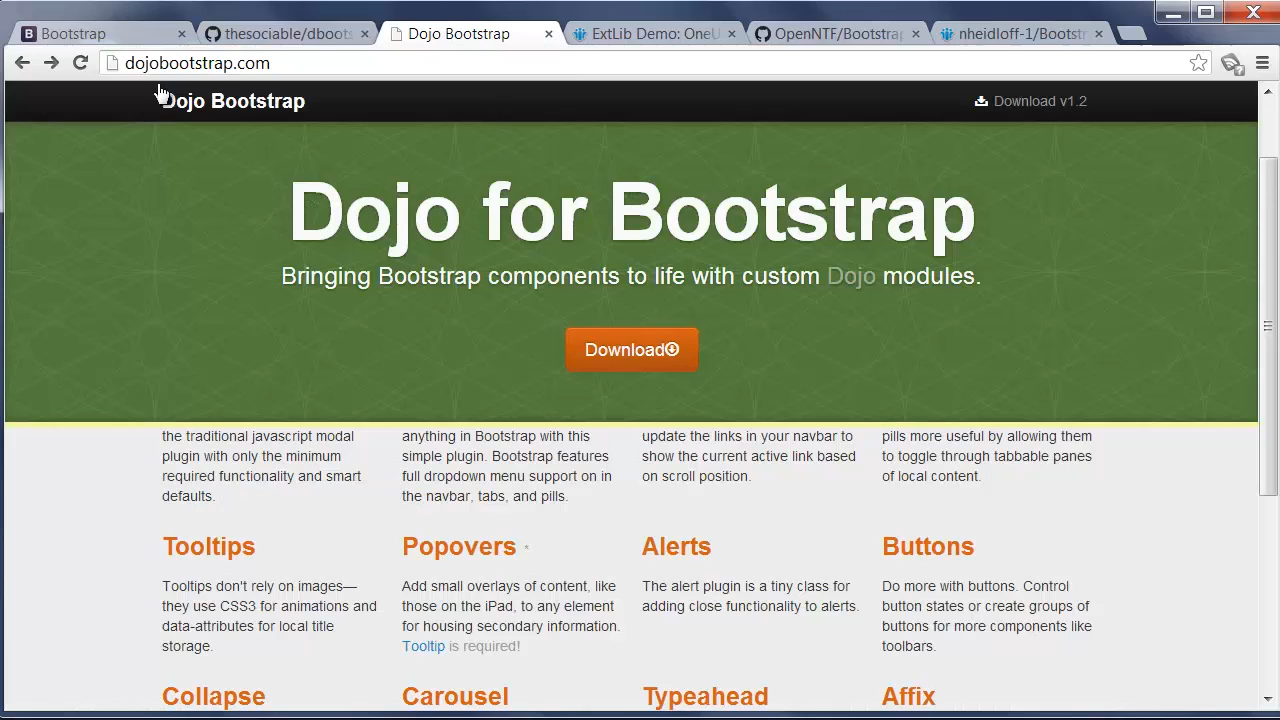 Bootstrap
thesociable/dboots
Dojo Bootstrap
ExtLib Demo: OneU
OpenNTF/Bootstrap
nheidloff-1/Bootstr
dojobootstrap.com
Dojo Bootstrap
Download v1.2
Dojo for Bootstrap
Bringing Bootstrap components to life with custom Dojo modules.
Download
the traditional javascript modal
plugin with only the minimum
required functionality and smart
defaults.
anything in Bootstrap with this
simple plugin. Bootstrap features
full dropdown menu support on in
the navbar, tabs, and pills.
update the links in your navbar to
show the current active link based
on scroll position.
pills more useful by allowing them
to toggle through tabbable panes
of local content.
Tooltips
Tooltips don't rely on images—
they use CSS3 for animations and
data-attributes for local title
storage.
Popovers *
Add small overlays of content, like
those on the iPad, to any element
for housing secondary information.
Tooltip is required!
Alerts
The alert plugin is a tiny class for
adding close functionality to alerts.
Buttons
Do more with buttons. Control
button states or create groups of
buttons for more components like
toolbars.
Collapse
Carousel
Typeahead
Affix